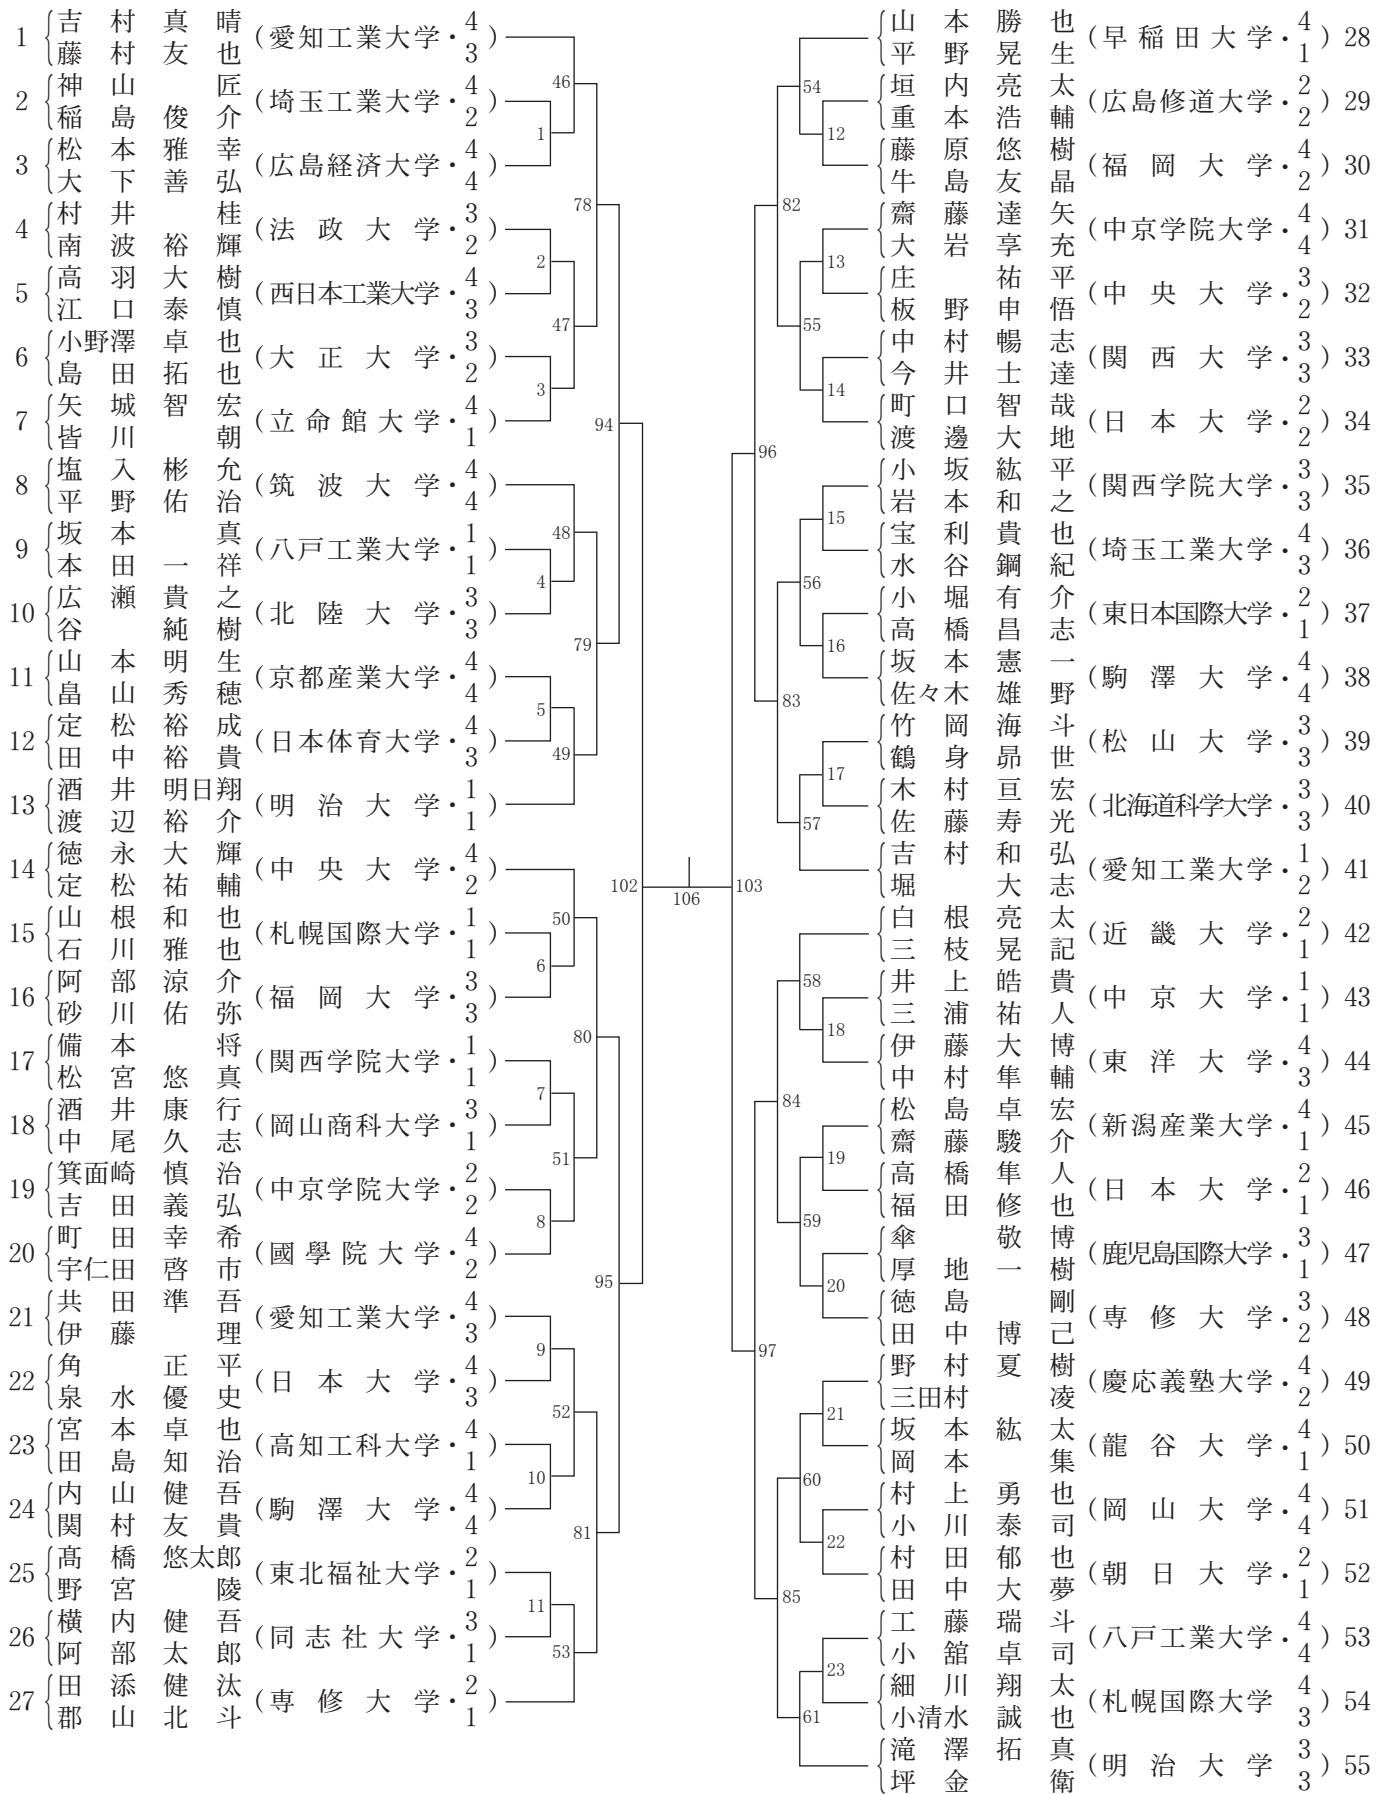 1 吉村真晴 (愛知工業大学・4)
藤村友也 3
2 神山匠 (埼玉工業大学・4)
稲島俊介 2
3 松本雅幸 (広島経済大学・4)
大下善弘 4
4 村井桂 (法政大学・3)
南波裕輝 2
5 高羽大樹 (西日本工業大学・4)
江口泰慎 3
6 小野澤卓也 (大正大学・3)
島田拓也 2
7 矢城智宏 (立命館大学・4)
皆川朝 1
8 塩入彬允 (筑波大学・4)
平野佑治 4
9 坂本真 (八戸工業大学・1)
本田一祥 1
10 広瀬貴之 (北陸大学・3)
谷純樹 3
11 山本明生 (京都産業大学・4)
畠山秀穂 4
12 定松裕成 (日本体育大学・4)
田中裕貴 3
13 酒井明日翔 (明治大学・1)
渡辺裕介 1
14 徳永大輝 (中央大学・4)
定松祐輔 2
15 山根和也 (札幌国際大学・1)
石川雅也 1
16 阿部涼介 (福岡大学・3)
砂川佑弥 3
17 備本将 (関西学院大学・1)
松宮悠真 1
18 酒井康行 (岡山商科大学・3)
中尾久志 1
19 箕面崎慎治 (中京学院大学・2)
吉田義弘 2
20 町田幸希 (國學院大学・4)
宇仁田啓市 2
21 共田準吾 (愛知工業大学・4)
伊藤理 3
22 角正平 (日本大学・4)
泉水優史 3
23 宮本卓也 (高知工科大学・4)
田島知治 1
24 内山健吾 (駒澤大学・4)
関村友貴 4
25 髙橋悠太郎 (東北福祉大学・2)
野宮陵 1
26 横内健吾 (同志社大学・3)
阿部太郎 1
27 田添健汰 (専修大学・2)
郡山北斗 1
46
1
78
2
47
3
94
48
4
79
5
49
102
50
6
80
7
51
8
95
9
52
10
81
11
53
106
103
54
12
82
13
55
14
96
15
56
16
83
17
57
58
18
84
19
59
20
97
21
60
22
85
23
61
山本勝也 (早稲田大学・4) 28
平野晃生 1
垣内亮太 (広島修道大学・2) 29
重本浩輔 2
藤原悠樹 (福岡大学・4) 30
牛島友晶 2
齋藤達矢 (中京学院大学・4) 31
大岩享充 4
庄祐平 (中央大学・3) 32
板野申悟 2
中村暢志 (関西大学・3) 33
今井士達 3
町口智哉 (日本大学・2) 34
渡邊大地 2
小坂紘平 (関西学院大学・3) 35
岩本和之 3
宝利貴也 (埼玉工業大学・4) 36
水谷鋼紀 3
小堀有介 (東日本国際大学・2) 37
高橋昌志 1
坂本憲一 (駒澤大学・4) 38
佐々木雄野 4
竹岡海斗 (松山大学・3) 39
鶴身昴世 3
木村亘宏 (北海道科学大学・3) 40
佐藤寿光 3
吉村和弘 (愛知工業大学・1) 41
堀大志 2
白根亮太 (近畿大学・2) 42
三枝晃記 1
井上皓貴 (中京大学・1) 43
三浦祐人 1
伊藤大博 (東洋大学・4) 44
中村隼輔 3
松島卓宏 (新潟産業大学・4) 45
齋藤駿介 1
高橋隼人 (日本大学・2) 46
福田修也 1
傘敬博 (鹿児島国際大学・3) 47
厚地一樹 1
徳島剛 (専修大学・3) 48
田中博己 2
野村夏樹 (慶応義塾大学・4) 49
三田村凌 2
坂本紘太 (龍谷大学・4) 50
岡本集 1
村上勇也 (岡山大学・4) 51
小川泰司 4
村田郁也 (朝日大学・2) 52
田中大夢 1
工藤瑞斗 (八戸工業大学・4) 53
小舘卓司 4
細川翔太 (札幌国際大学 4) 54
小清水誠也 3
滝澤拓真 (明治大学 3) 55
坪金衛 3